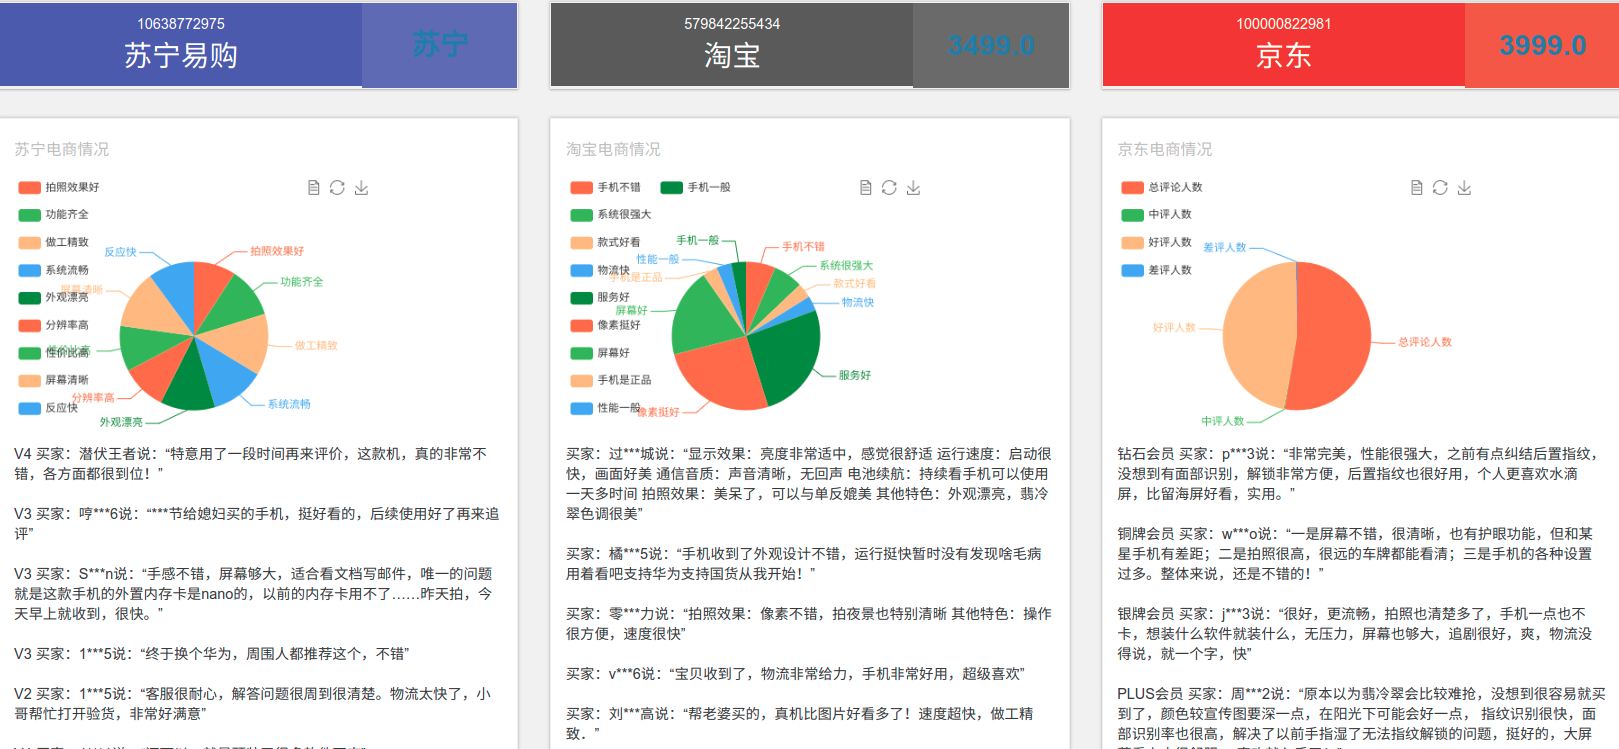 10638772975
苏宁易购
苏宁
579842255434
淘宝
3499.0
100000822981
京东
3999.0
苏宁电商情况
拍照效果好
功能齐全
做工精致
系统流畅
外观漂亮
分辨率高
性价比高
屏幕清晰
反应快
反应快
拍照效果好
屏幕清晰
功能齐全
做工精致
性价比高
分辨率高
系统流畅
外观漂亮
V4 买家：潜伏王者说：“特意用了一段时间再来评价，这款机，真的非常不
错，各方面都很到位！”
V3 买家：哼***6说：“***节给媳妇买的手机，挺好看的，后续使用好了再来追
评”
V3 买家：S***n说：“手感不错，屏幕够大，适合看文档写邮件，唯一的问题
就是这款手机的外置内存卡是nano的，以前的内存卡用不了……昨天拍，今
天早上就收到，很快。”
V3 买家：1***5说：“终于换个华为，周围人都推荐这个，不错”
V2 买家：1***5说：“客服很耐心，解答问题很周到很清楚。物流太快了，小
哥帮忙打开验货，非常好满意”
淘宝电商情况
手机不错
手机一般
系统很强大
款式好看
物流快
服务好
像素挺好
屏幕好
手机是正品
性能一般
手机一般
手机不错
性能一般
系统很强大
手机是正品
款式好看
物流快
屏幕好
服务好
像素挺好
买家：过***城说：“显示效果：亮度非常适中，感觉很舒适 运行速度：启动很
快，画面好美 通信音质：声音清晰，无回声 电池续航：持续看手机可以使用
一天多时间 拍照效果：美呆了，可以与单反媲美 其他特色：外观漂亮，翡冷
翠色调很美”
买家：橘***5说：“手机收到了外观设计不错，运行挺快暂时没有发现啥毛病
用着看吧支持华为支持国货从我开始！”
买家：零***力说：“拍照效果：像素不错，拍夜景也特别清晰 其他特色：操作
很方便，速度很快”
买家：v***6说：“宝贝收到了，物流非常给力，手机非常好用，超级喜欢”
买家：刘***高说：“帮老婆买的，真机比图片好看多了！速度超快，做工精
致．”
京东电商情况
总评论人数
中评人数
好评人数
差评人数
差评人数
好评人数
总评论人数
中评人数
钻石会员 买家：p***3说：“非常完美，性能很强大，之前有点纠结后置指纹，
没想到有面部识别，解锁非常方便，后置指纹也很好用，个人更喜欢水滴
屏，比留海屏好看，实用。”
铜牌会员 买家：w***o说：“一是屏幕不错，很清晰，也有护眼功能，但和某
星手机有差距；二是拍照很高，很远的车牌都能看清；三是手机的各种设置
过多。整体来说，还是不错的！”
银牌会员 买家：j***3说：“很好，更流畅，拍照也清楚多了，手机一点也不
卡，想装什么软件就装什么，无压力，屏幕也够大，追剧很好，爽，物流没
得说，就一个字，快”
PLUS会员 买家：周***2说：“原本以为翡冷翠会比较难抢，没想到很容易就买
到了，颜色较宣传图要深一点，在阳光下可能会好一点， 指纹识别很快，面
部识别率也很高，解决了以前手指湿了无法指纹解锁的问题，挺好的，大屏